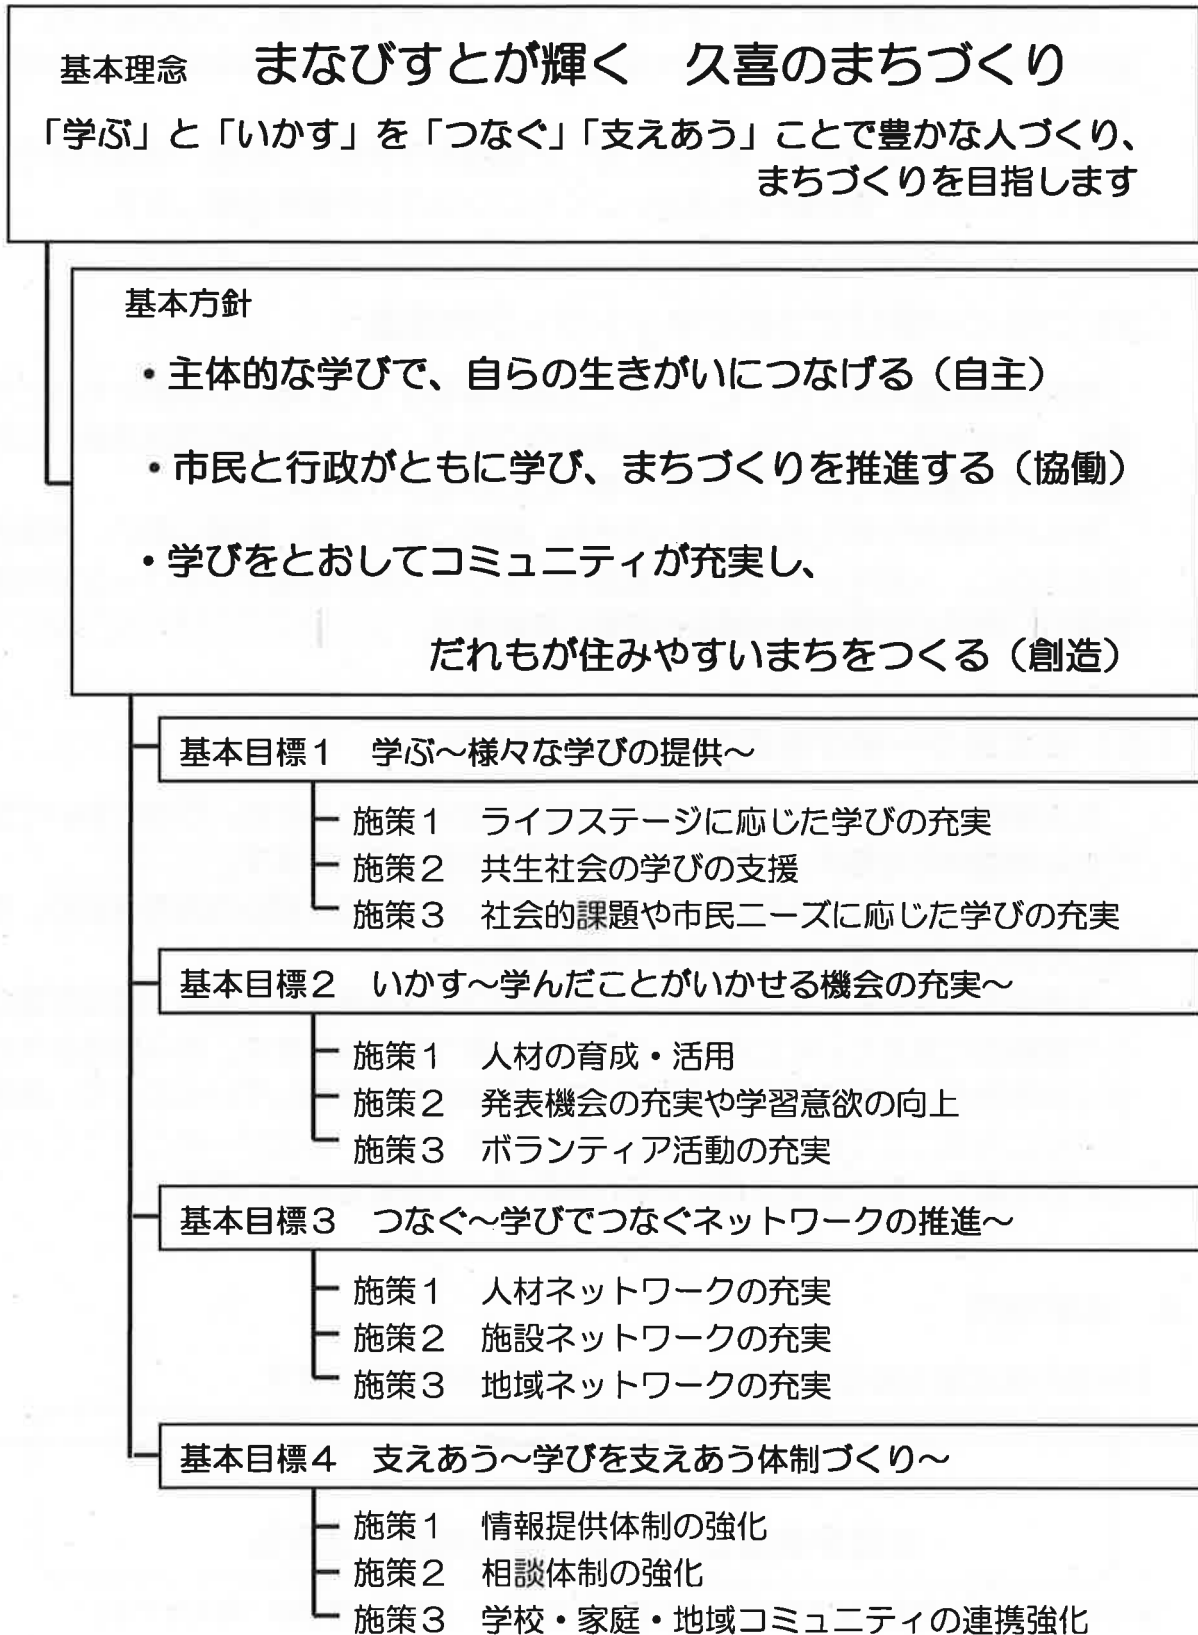 基本理念　まなびすとが輝く　久喜のまちづくり
「学ぶ」と「いかす」を「つなぐ」「支えあう」ことで豊かな人づくり、
まちづくりを目指します
基本方針
・主体的な学びで、自らの生きがいにつなげる（自主）
・市民と行政がともに学び、まちづくりを推進する（協働）
・学びをとおしてコミュニティが充実し、
だれもが住みやすいまちをつくる（創造）
基本目標１　学ぶ～様々な学びの提供～
施策１　ライフステージに応じた学びの充実
施策２　共生社会の学びの支援
施策３　社会的課題や市民ニーズに応じた学びの充実
基本目標２　いかす～学んだことがいかせる機会の充実～
施策１　人材の育成・活用
施策２　発表機会の充実や学習意欲の向上
施策３　ボランティア活動の充実
基本目標３　つなぐ～学びでつなぐネットワークの推進～
施策１　人材ネットワークの充実
施策２　施設ネットワークの充実
施策３　地域ネットワークの充実
基本目標４　支えあう～学びを支えあう体制づくり～
施策１　情報提供体制の強化
施策２　相談体制の強化
施策３　学校・家庭・地域コミュニティの連携強化